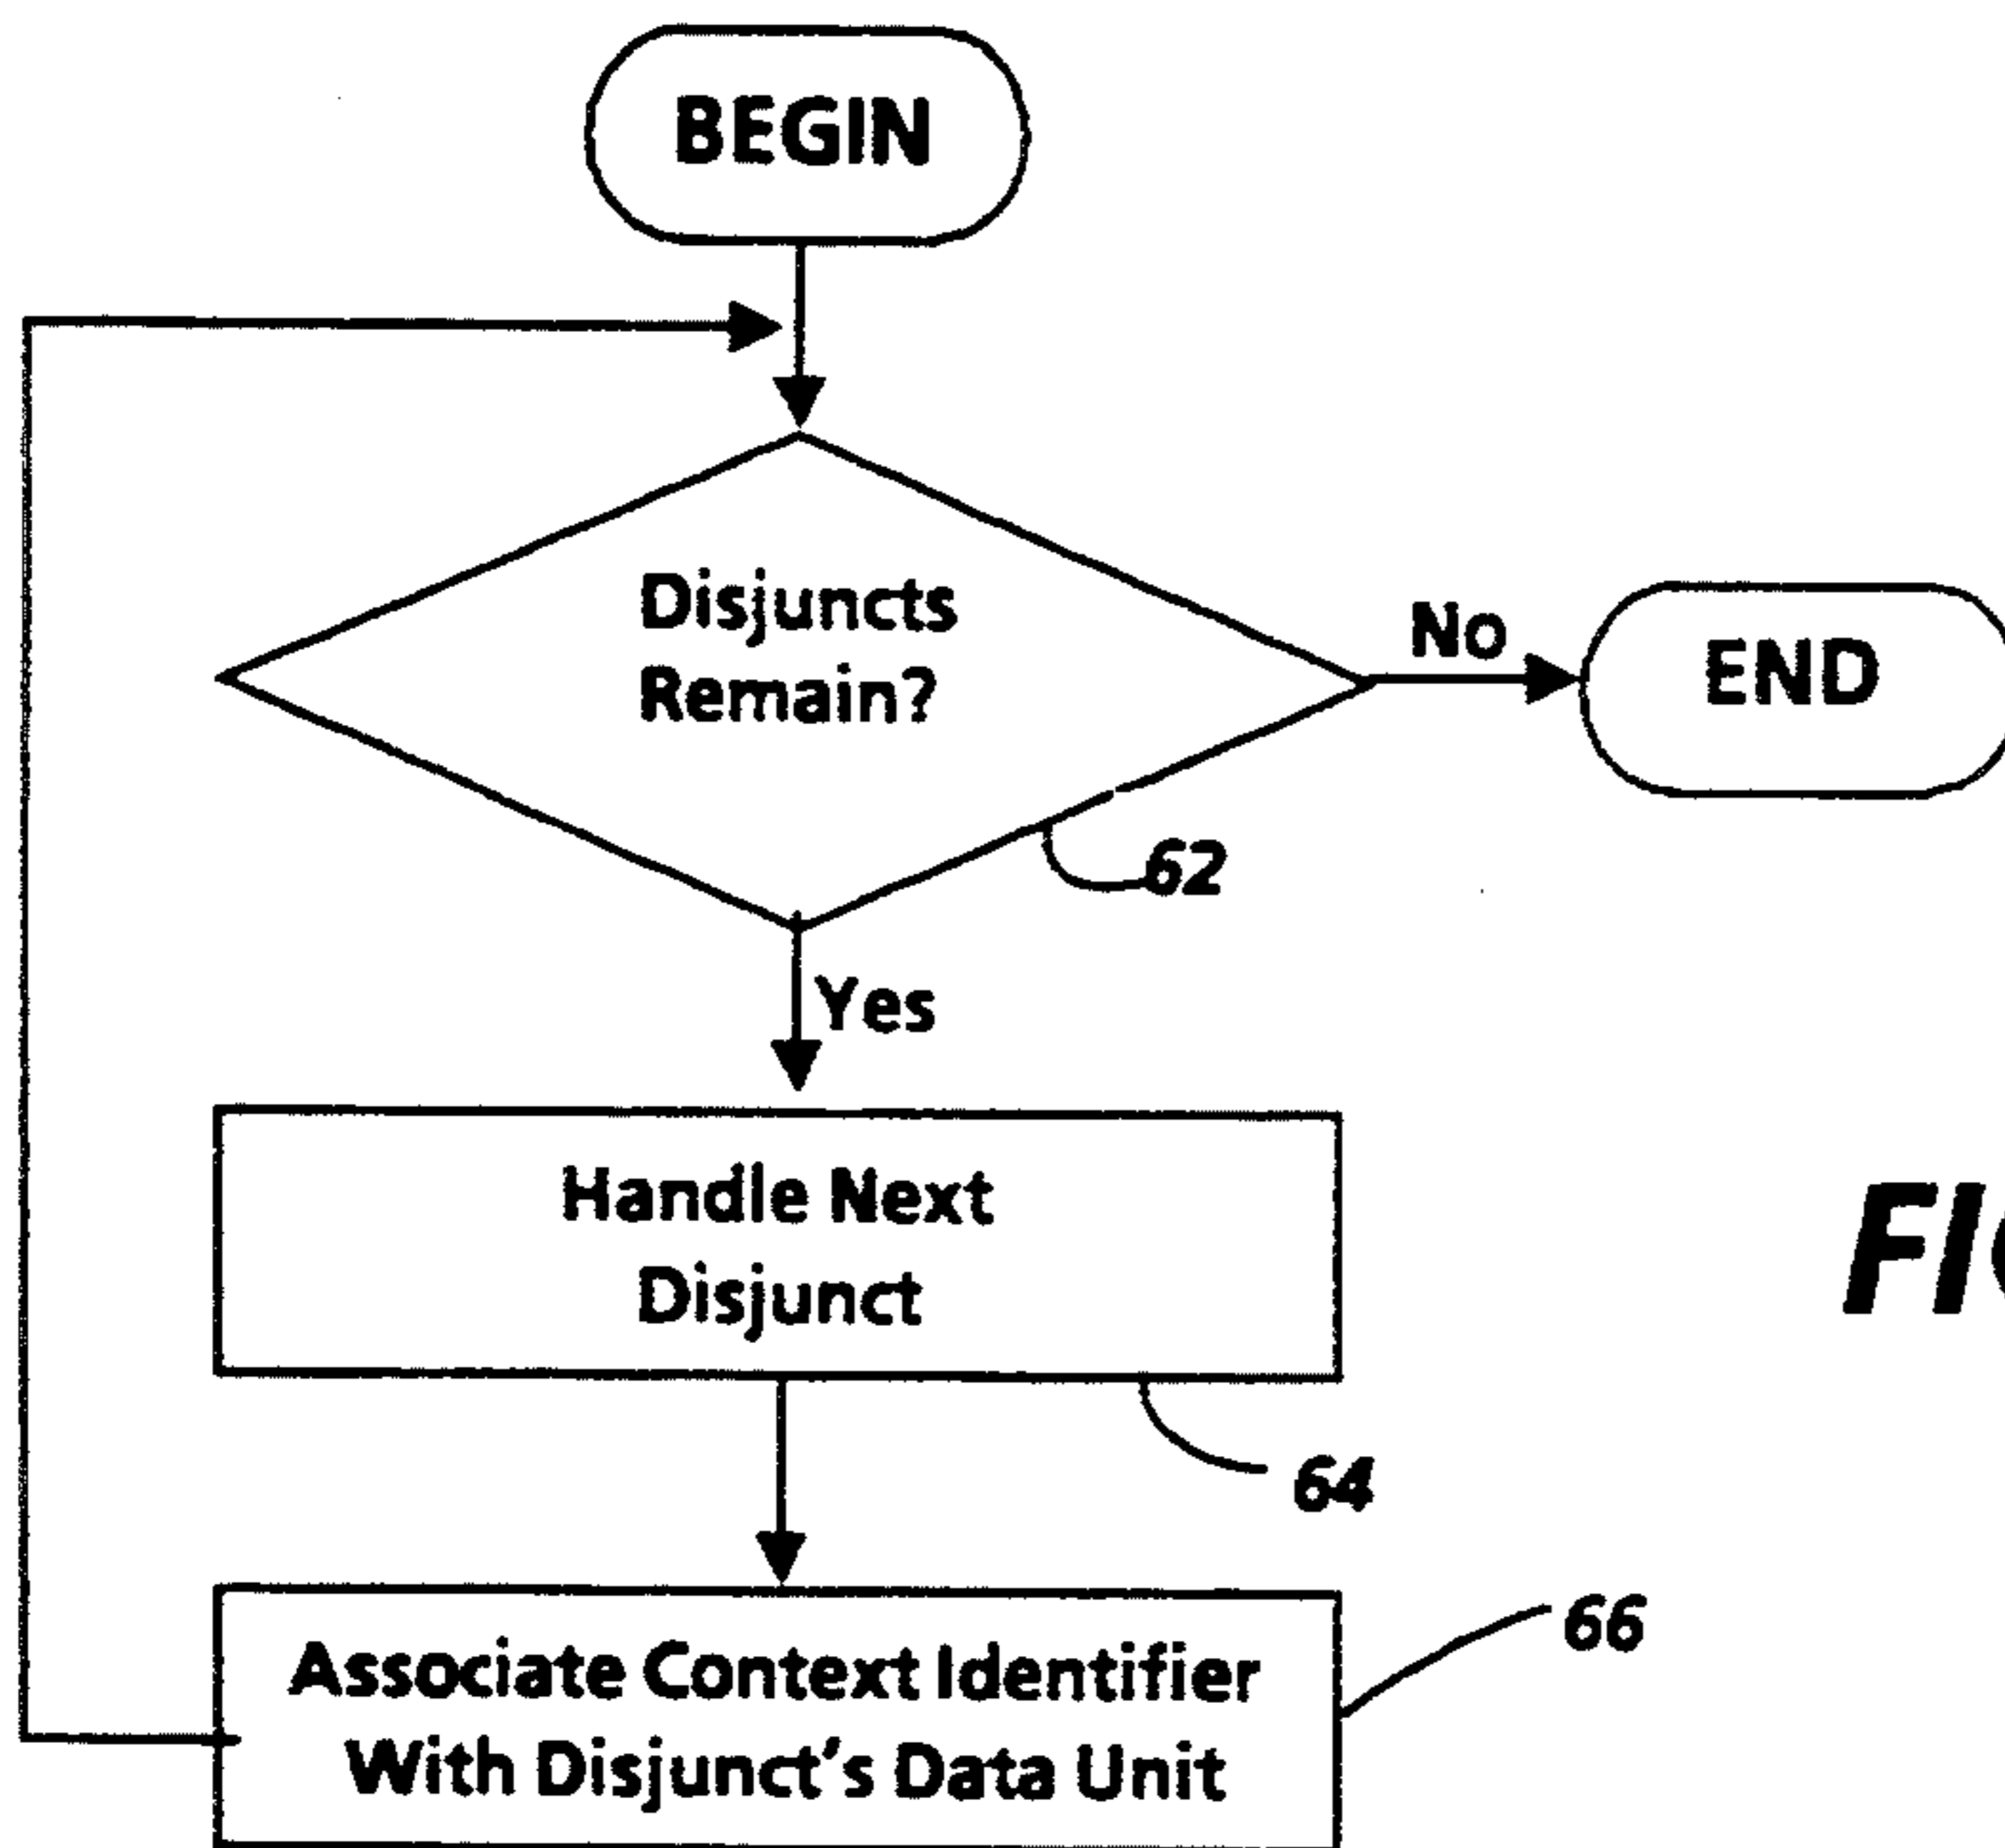 BEGIN
Disjuncts
Remain?
No
END
62
Yes
Handle Next
Disjunct
64
Associate Context Identifier
With Disjunct's Data Unit
66